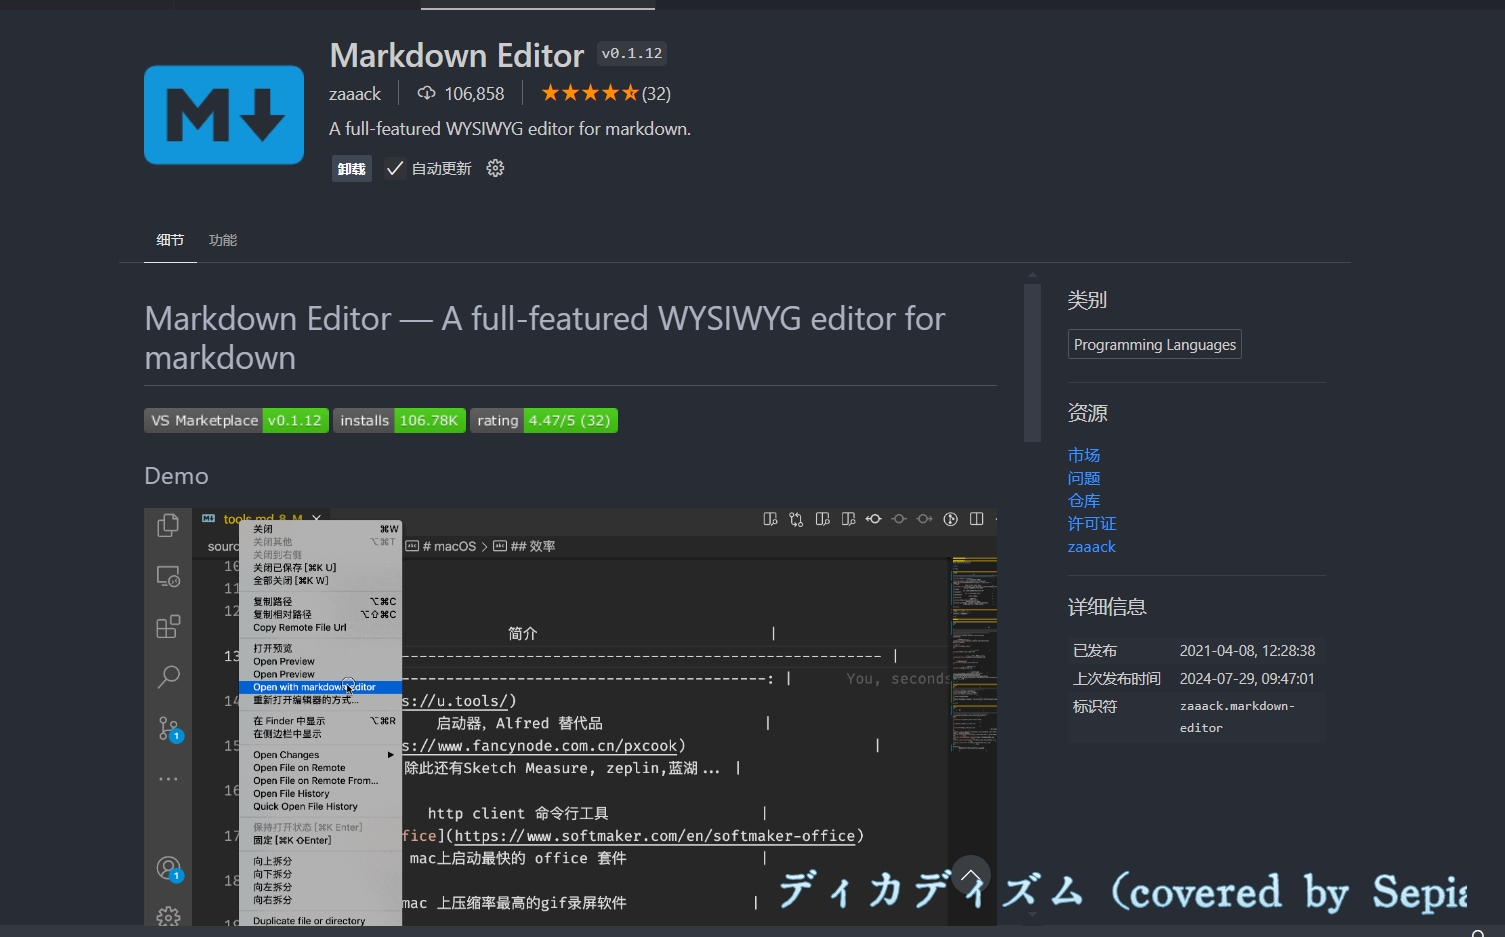 Markdown Editor v0.1.12
zaaack 106,858 (32)
A full-featured WYSIWYG editor for markdown.
卸载 自动更新
细节 功能
Markdown Editor — A full-featured WYSIWYG editor for
markdown
VS Marketplace v0.1.12 installs 106.78K rating 4.47/5 (32)
Demo
tools.md 8, M
关闭 ⌘W
关闭其他 ⌥⌘T
关闭到右侧
关闭已保存 [⌘K U]
全部关闭 [⌘K W]
复制路径 ⌥⌘C
复制相对路径 ⌥⇧⌘C
Copy Remote File Url
打开预览
Open Preview
Open Preview
Open with markdown editor
重新打开编辑器的方式...
在 Finder 中显示 ⌥⌘R
在侧边栏中显示
Open Changes
Open File on Remote
Open File on Remote From...
Open File History
Quick Open File History
保持打开状态 [⌘K Enter]
固定 [⌘K ⇧Enter]
向上拆分
向下拆分
向左拆分
向右拆分
Duplicate file or directory
sourc
# macOS > ## 效率
10
11
12
简介 |
13 ------------------------------------------------------------ |
-----------------------------------------: | You, seconds
14 s://u.tools/)
启动器, Alfred 替代品 |
15 s://www.fancynode.com.cn/pxcook) |
除此还有Sketch Measure, zeplin,蓝湖... |
16
http client 命令行工具 |
17 fice](https://www.softmaker.com/en/softmaker-office)
mac上启动最快的 office 套件 |
18
mac 上压缩率最高的gif录屏软件 |
1
1
类别
Programming Languages
资源
市场
问题
仓库
许可证
zaaack
详细信息
已发布 2021-04-08, 12:28:38
上次发布时间 2024-07-29, 09:47:01
标识符 zaaack.markdown-
editor
ディカディズム (covered by Sepia